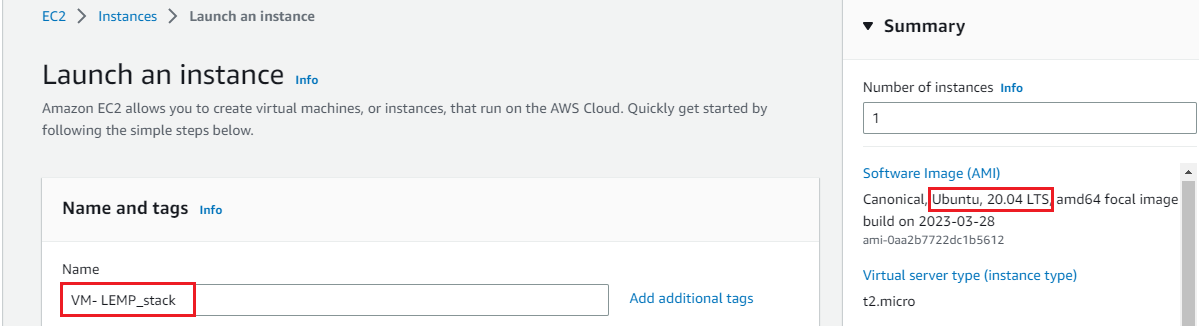 EC2 > Instances > Launch an instance
Launch an instance Info
Amazon EC2 allows you to create virtual machines, or instances, that run on the AWS Cloud. Quickly get started by
following the simple steps below.
Name and tags Info
Name
VM- LEMP_stack
Add additional tags
Summary
Number of instances Info
1
Software Image (AMI)
Canonical, Ubuntu, 20.04 LTS, amd64 focal image
build on 2023-03-28
ami-0aa2b7722dc1b5612
Virtual server type (instance type)
t2.micro